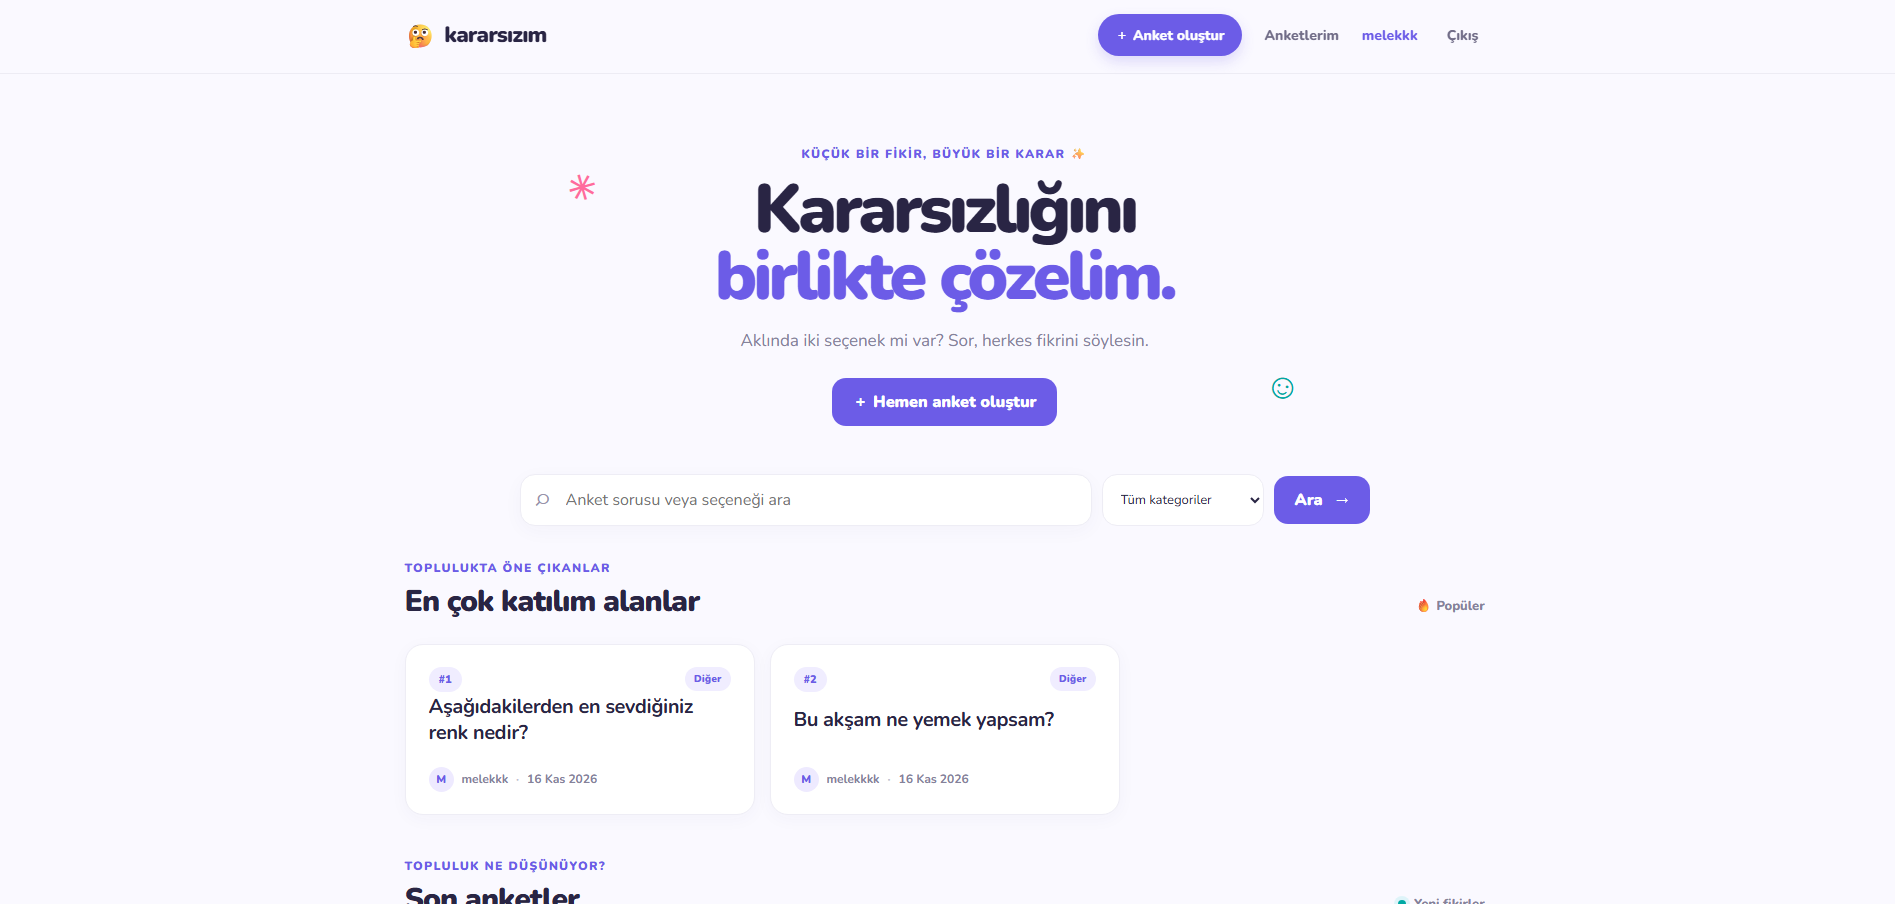 kararsızım
+ Anket oluştur
Anketlerim
melekkk
Çıkış
KÜÇÜK BİR FİKİR, BÜYÜK BİR KARAR ✨
Kararsızlığını
birlikte çözelim.
Aklında iki seçenek mi var? Sor, herkes fikrini söylesin.
+ Hemen anket oluştur
Anket sorusu veya seçeneği ara
Tüm kategoriler
Ara →
TOPLULUKTA ÖNE ÇIKANLAR
En çok katılım alanlar
🔥 Popüler
#1
Diğer
Aşağıdakilerden en sevdiğiniz
renk nedir?
M melekkk · 16 Kas 2026
#2
Diğer
Bu akşam ne yemek yapsam?
M melekkkk · 16 Kas 2026
TOPLULUK NE DÜŞÜNÜYOR?
Son anketler
Yeni fikirler